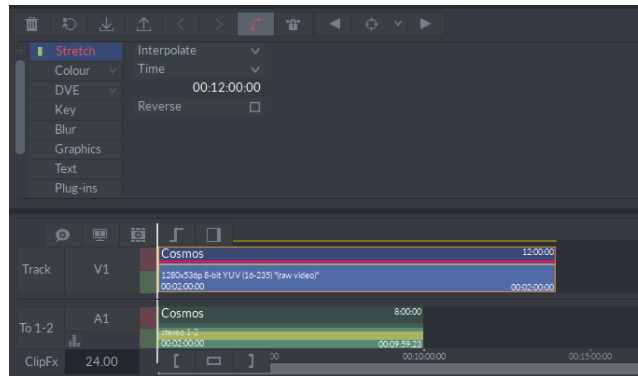 Stretch
Interpolate
Colour
Time
DVE
00:12:00:00
Key
Reverse
Blur
Graphics
Text
Plug-ins
Cosmos
12:00:00
Track
V1
1280x536p 8-bit YUV (16-235) "(raw video)"
00:02:00:00
00:02:00:00
Cosmos
8:00:00
To 1-2
A1
stereo 1-2
00:02:00:00
00:09:59:23
ClipFx
24.00
[
]
00
00:10:00:00
00:15:00:00